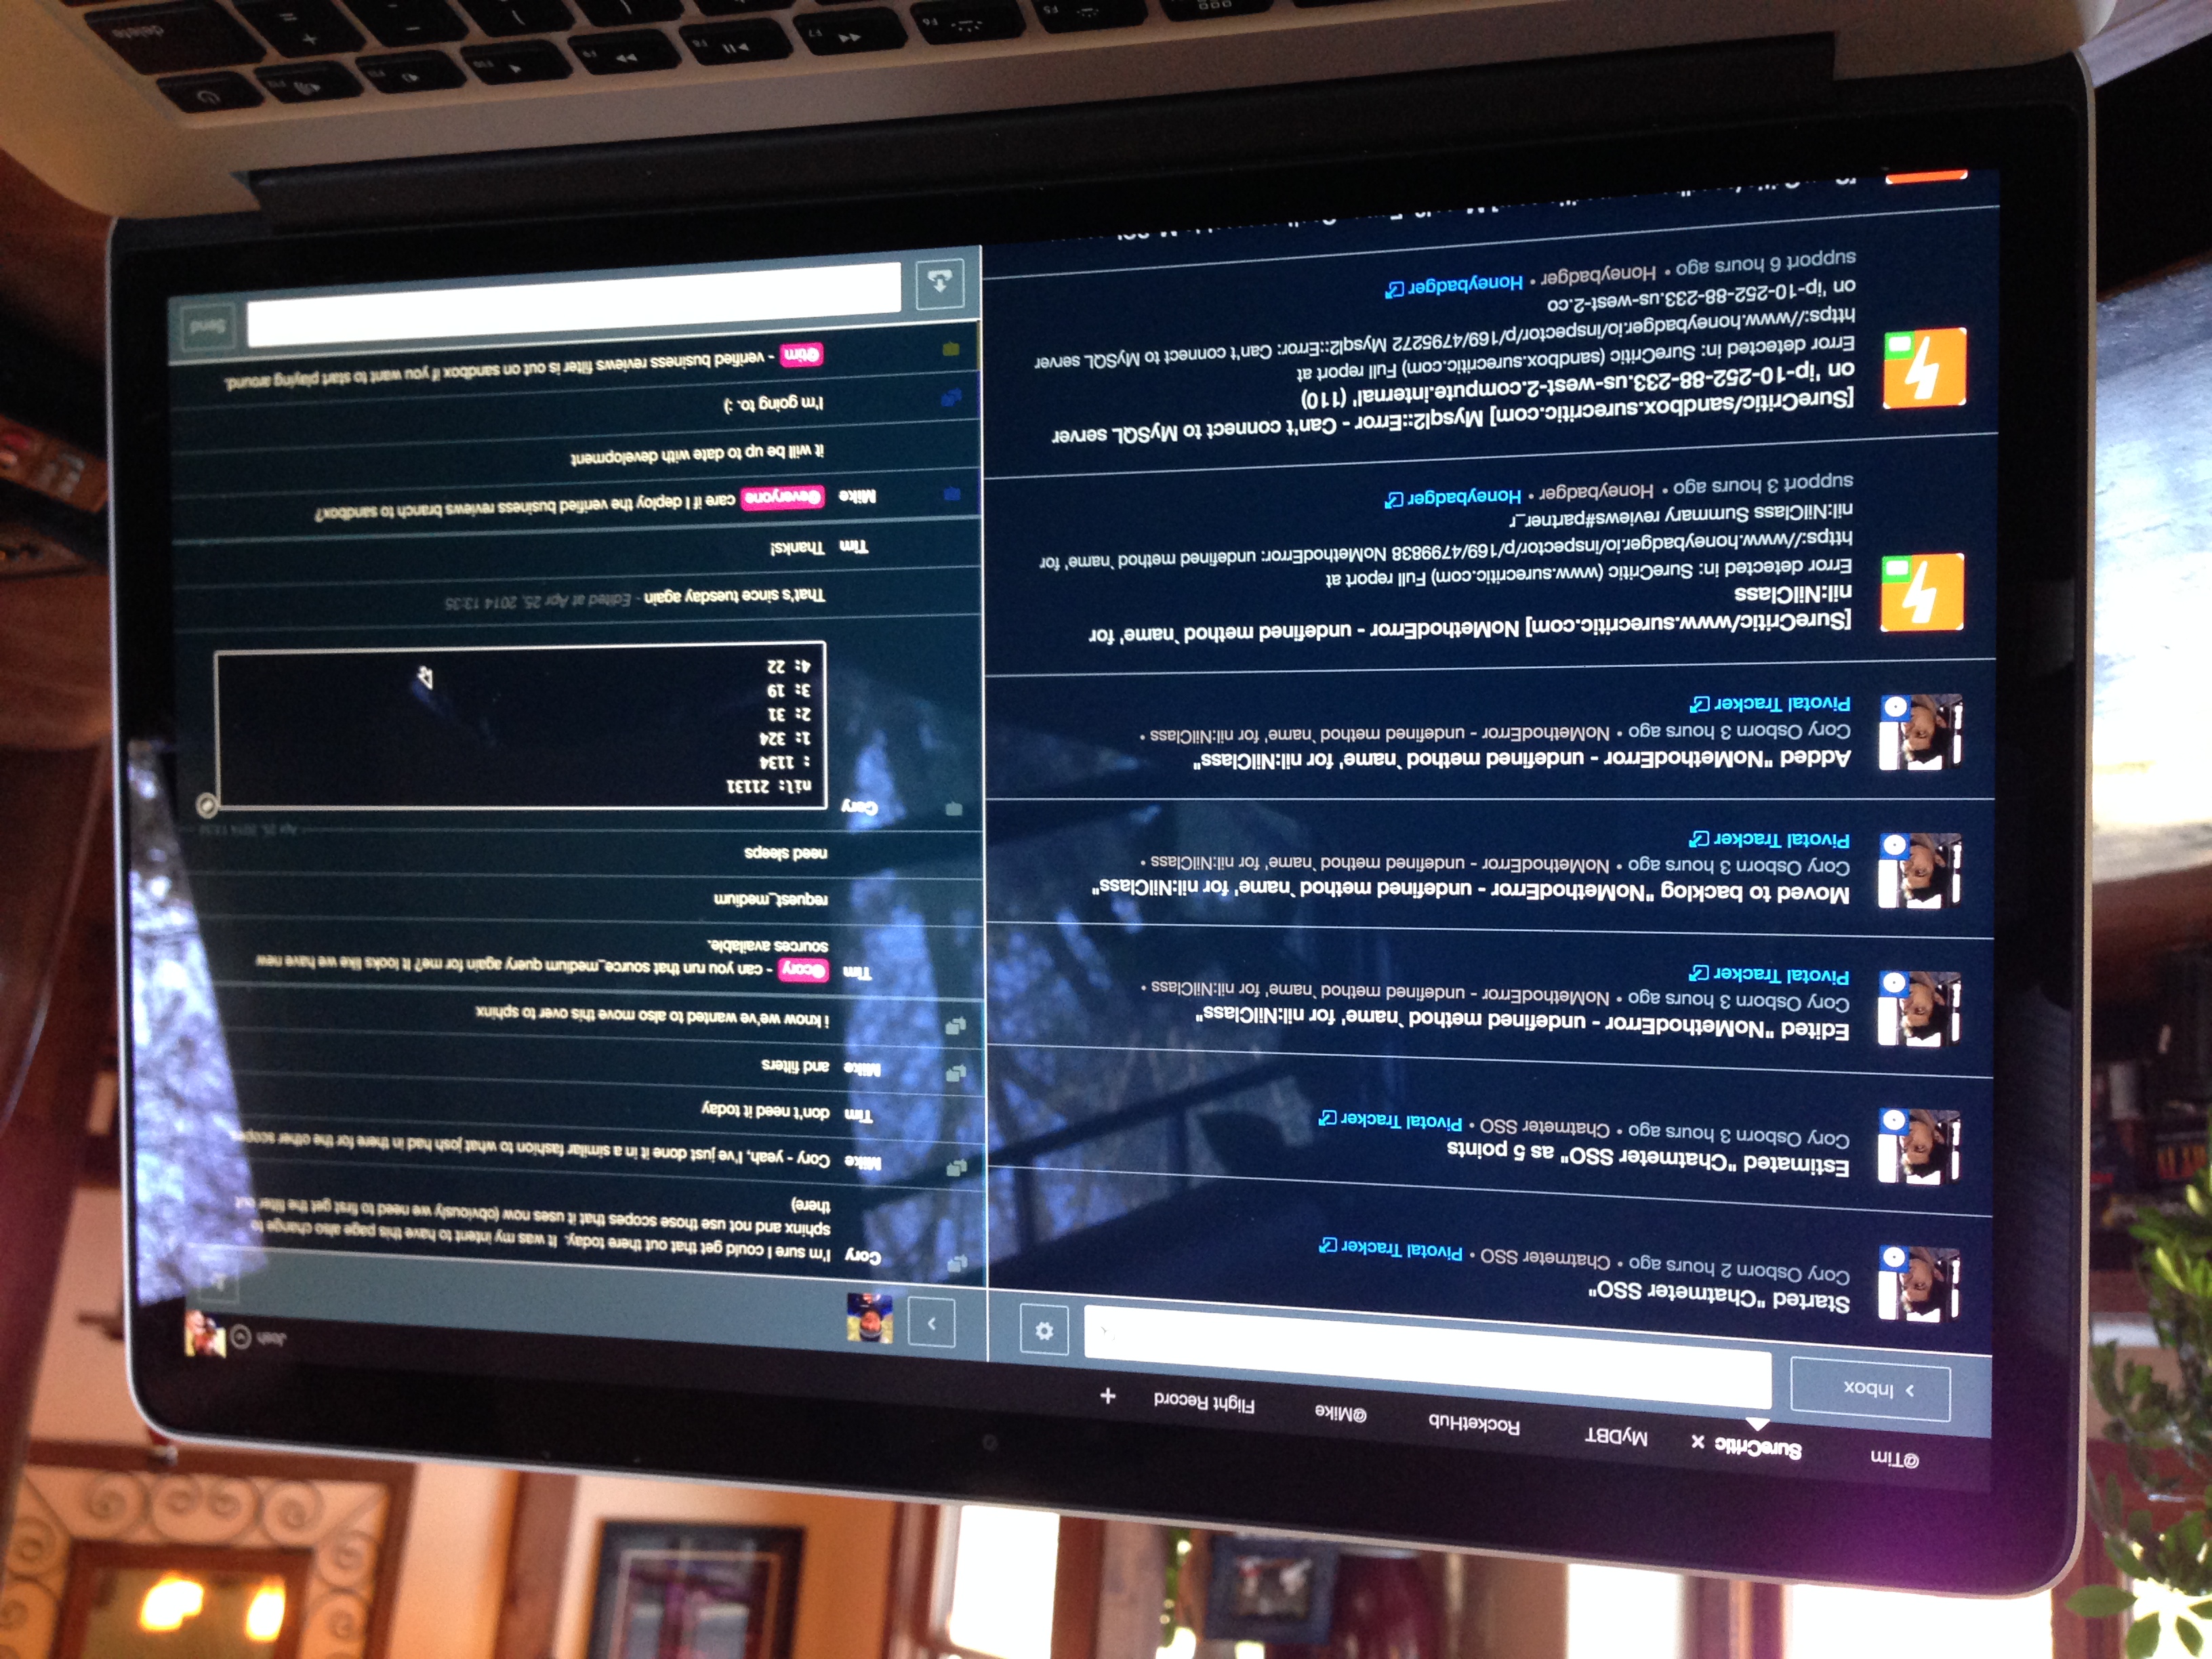 @Tim
SureCritic x
MyDBT
RocketHub
@Mike
Flight Record
+
Josh
> Inbox
Started "Chatmeter SSO"
Cory Osborn 2 hours ago • Chatmeter SSO • Pivotal Tracker
Estimated "Chatmeter SSO" as 5 points
Cory Osborn 3 hours ago • Chatmeter SSO • Pivotal Tracker
Edited "NoMethodError - undefined method `name' for nil:NilClass"
Cory Osborn 3 hours ago • NoMethodError - undefined method `name' for nil:NilClass •
Pivotal Tracker
Moved to backlog "NoMethodError - undefined method `name' for nil:NilClass"
Cory Osborn 3 hours ago • NoMethodError - undefined method `name' for nil:NilClass •
Pivotal Tracker
Added "NoMethodError - undefined method `name' for nil:NilClass"
Cory Osborn 3 hours ago • NoMethodError - undefined method `name' for nil:NilClass •
Pivotal Tracker
[SureCritic/www.surecritic.com] NoMethodError - undefined method `name' for
nil:NilClass
Error detected in: SureCritic (www.surecritic.com) Full report at
https://www.honeybadger.io/inspector/p/169/4799838 NoMethodError: undefined method `name' for
nil:NilClass Summary reviews#partner_r
support 3 hours ago • Honeybadger • Honeybadger
[SureCritic/sandbox.surecritic.com] Mysql2::Error - Can't connect to MySQL server
on 'ip-10-252-88-233.us-west-2.compute.internal' (110)
Error detected in: SureCritic (sandbox.surecritic.com) Full report at
https://www.honeybadger.io/inspector/p/169/4795272 Mysql2::Error: Can't connect to MySQL server
on 'ip-10-252-88-233.us-west-2.co
support 6 hours ago • Honeybadger • Honeybadger
Cory I'm sure I could get that out there today. It was my intent to have this page also change to
sphinx and not use those scopes that it uses now (obviously we need to first get the filter out
there)
Mike Cory - yeah, I've just done it in a similar fashion to what josh had in there for the other scopes
Tim don't need it today
Mike and filters
i know we've wanted to also move this over to sphinx
Tim @cory - can you run that source_medium query again for me? It looks like we have new
sources available.
request_medium
need sleeps
Apr 25, 2014
Cory
nil: 21131
: 1134
1: 324
2: 31
3: 19
4: 22
That's since tuesday again - Edited at Apr 25, 2014 13:35
Tim Thanks!
Mike @everyone care if I deploy the verified business reviews branch to sandbox?
it will be up to date with development
I'm going to. :)
@tim - verified business reviews filter is out on sandbox if you want to start playing around.
Send
F5
F6
F7
F8
F9
F10
F11
F12
delete